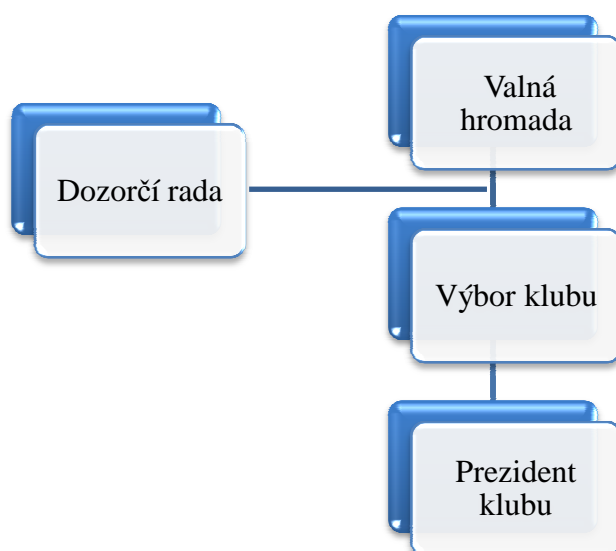 Valná
hromada
Dozorčí rada
Výbor klubu
Prezident
klubu